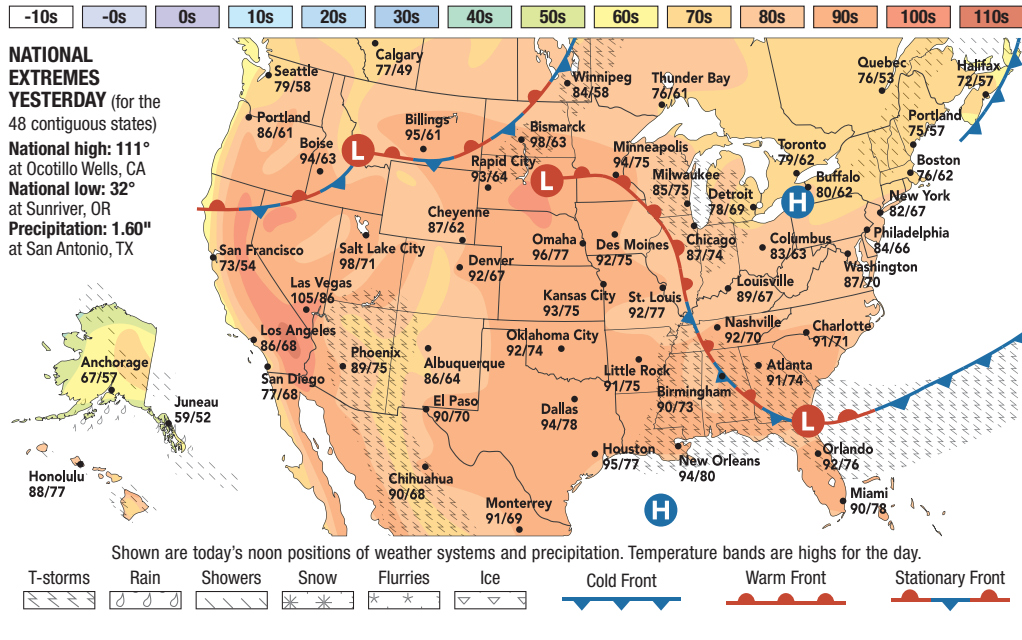 -10s -0s 0s 10s 20s 30s 40s 50s 60s 70s 80s 90s 100s 110s
NATIONAL
EXTREMES
YESTERDAY (for the
48 contiguous states)
National high: 111°
at Ocotillo Wells, CA
National low: 32°
at Sunriver, OR
Precipitation: 1.60"
at San Antonio, TX
Calgary
77/49
Seattle
79/58
Winnipeg
84/58
Thunder Bay
76/61
Quebec
76/53
Halifax
72/57
Portland
86/61
Billings
95/61
Bismarck
98/63
Portland
75/57
Boise
94/63
L
Rapid City
93/64
L
Minneapolis
94/75
Milwaukee
85/75
Toronto
79/62
Boston
76/62
Detroit
78/69
Buffalo
80/62
H
New York
82/67
Cheyenne
87/62
Philadelphia
84/66
San Francisco
73/54
Salt Lake City
98/71
Denver
92/67
Omaha
96/77
Des Moines
92/75
Chicago
87/74
Columbus
83/63
Washington
87/70
Las Vegas
105/86
Kansas City
93/75
St. Louis
92/77
Louisville
89/67
Los Angeles
86/68
Oklahoma City
92/74
Nashville
92/70
Charlotte
91/71
Anchorage
67/57
Phoenix
89/75
Albuquerque
86/64
Little Rock
91/75
Atlanta
91/74
San Diego
77/68
Birmingham
90/73
Juneau
59/52
El Paso
90/70
Dallas
94/78
L
Honolulu
88/77
Houston
95/77
New Orleans
94/80
Orlando
92/76
Chihuahua
90/68
Miami
90/78
Monterrey
91/69
H
Shown are today's noon positions of weather systems and precipitation. Temperature bands are highs for the day.
T-storms Rain Showers Snow Flurries Ice Cold Front Warm Front Stationary Front